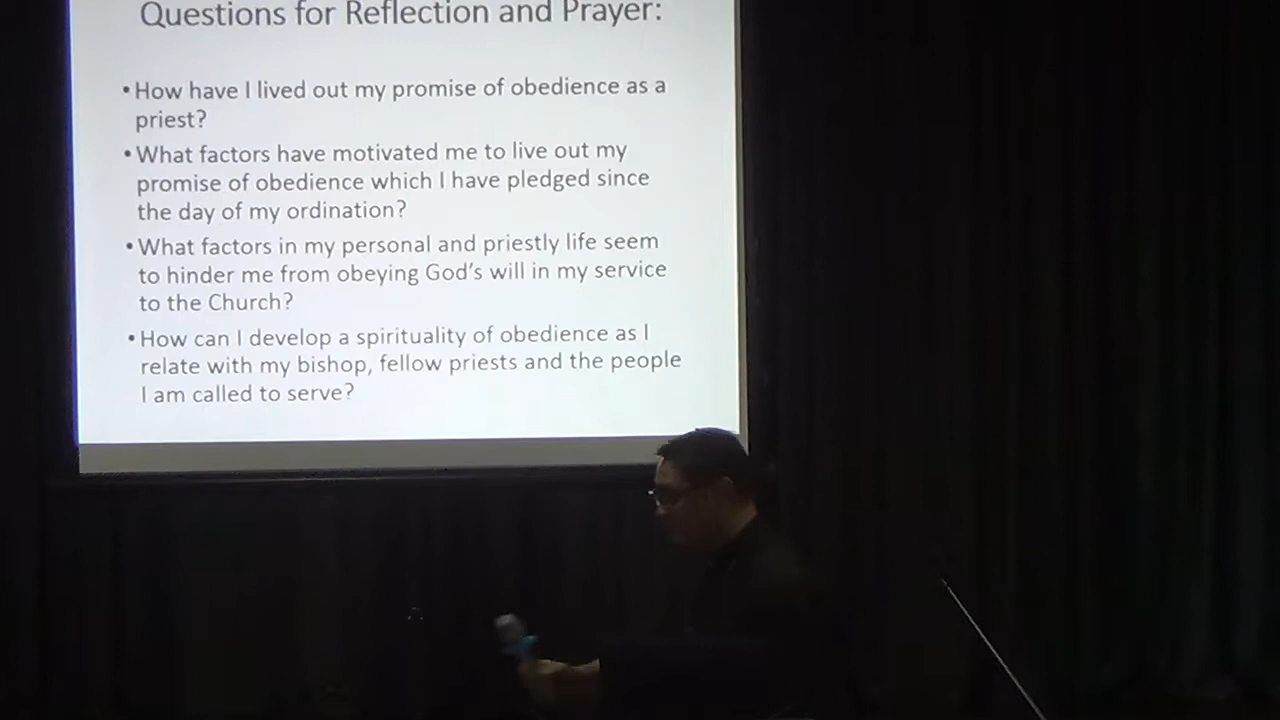 Questions for Reflection and Prayer:
• How have I lived out my promise of obedience as a
priest?
• What factors have motivated me to live out my
promise of obedience which I have pledged since
the day of my ordination?
• What factors in my personal and priestly life seem
to hinder me from obeying God's will in my service
to the Church?
• How can I develop a spirituality of obedience as I
relate with my bishop, fellow priests and the people
I am called to serve?